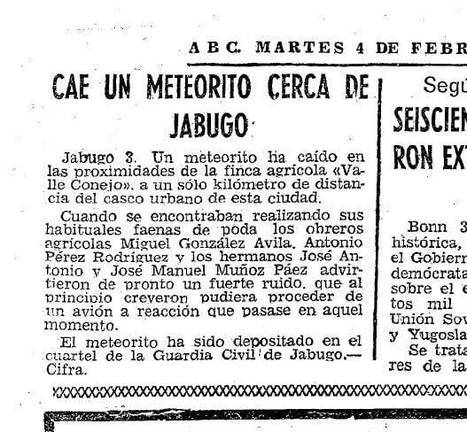 ABC. MARTES 4 DE FEBR
CAE UN METEORITO CERCA DE
JABUGO
Jabugo 3. Un meteorito ha caído en
las proximidades de la finca agrícola «Va-
lle Conejo», a un sólo kilómetro de distan-
cia del casco urbano de esta ciudad.
Cuando se encontraban realizando sus
habituales faenas de poda los obreros
agrícolas Miguel González Avila, Antonio
Pérez Rodríguez y los hermanos José An-
tonio y José Manuel Muñoz Páez advir-
tieron de pronto un fuerte ruido, que al
principio creyeron pudiera proceder de
un avión a reacción que pasase en aquel
momento.
El meteorito ha sido depositado en el
cuartel de la Guardia Civil de Jabugo.—
Cifra.
Segú
SEISCIEN
RON EXT
Bonn 3
histórica,
el Gobiern
demócrata
sobre el e
tos mil
Unión Sov
y Yugosla
Se trata
res de la